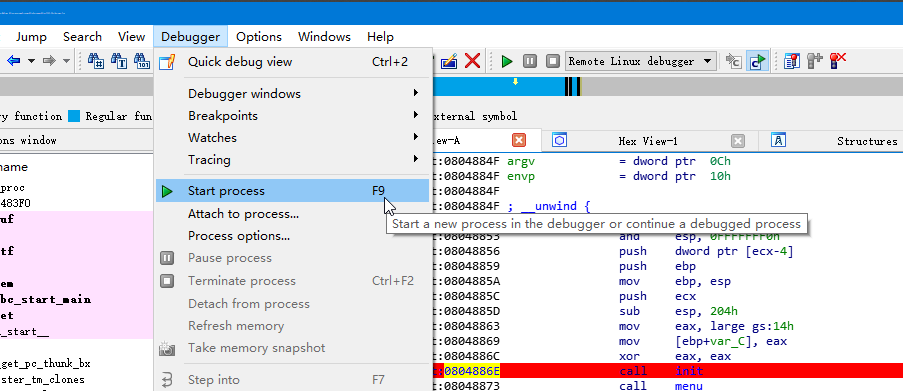 Jump Search View Debugger Options Windows Help
Quick debug view Ctrl+2
Remote Linux debugger
Debugger windows
Breakpoints
Watches
Tracing
Start process F9
Attach to process...
Process options...
Pause process
Terminate process Ctrl+F2
Detach from process
Refresh memory
Take memory snapshot
Step into F7
Start a new process in the debugger or continue a debugged process
y function Regular fun
xternal symbol
ons window
ew-A Hex View-1 Structures
name
proc
483F0
uf
tf
em
bc_start_main
et
_start__
_get_pc_thunk_bx
ster_tm_clones
t:0804884F argv = dword ptr 0Ch
t:0804884F envp = dword ptr 10h
t:0804884F
t:0804884F ; __unwind {
t:08048853 and esp, 0FFFFFFF0h
t:08048856 push dword ptr [ecx-4]
t:08048859 push ebp
t:0804885A mov ebp, esp
t:0804885C push ecx
t:0804885D sub esp, 204h
t:08048863 mov eax, large gs:14h
t:08048869 mov [ebp+var_C], eax
t:0804886C xor eax, eax
t:0804886E call init
t:08048873 call menu